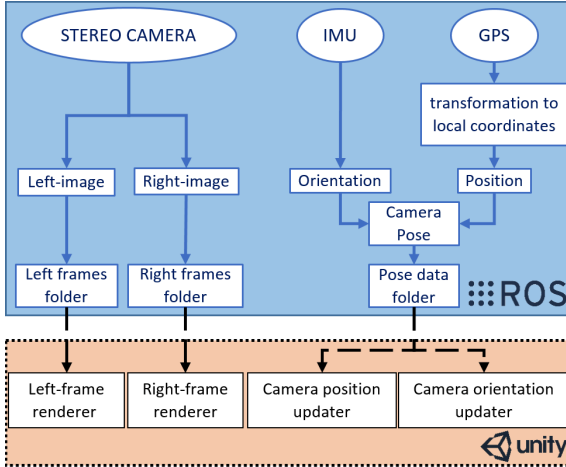 STEREO CAMERA
IMU
GPS
transformation to
local coordinates
Left-image
Right-image
Orientation
Position
Camera
Pose
Left frames
folder
Right frames
folder
Pose data
folder
ROS
Left-frame
renderer
Right-frame
renderer
Camera position
updater
Camera orientation
updater
unity